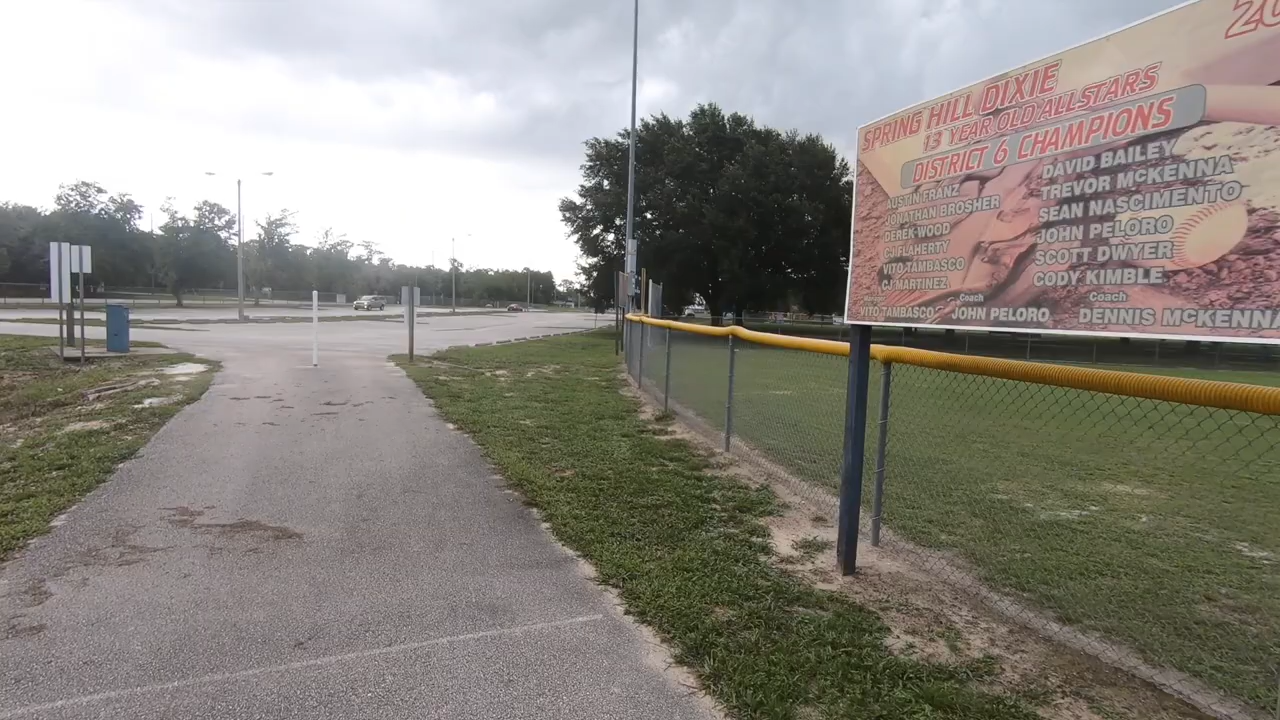 20
SPRING HILL DIXIE
13 YEAR OLD ALLSTARS
DISTRICT 6 CHAMPIONS
AUSTIN FRANZ
JONATHAN BROSHER
DEREK WOOD
CJ FLAHERTY
VITO TAMBASCO
CJ MARTINEZ
DAVID BAILEY
TREVOR McKENNA
SEAN NASCIMENTO
JOHN PELORO
SCOTT DWYER
CODY KIMBLE
VITO TAMBASCO
Coach
JOHN PELORO
Coach
DENNIS McKENNA